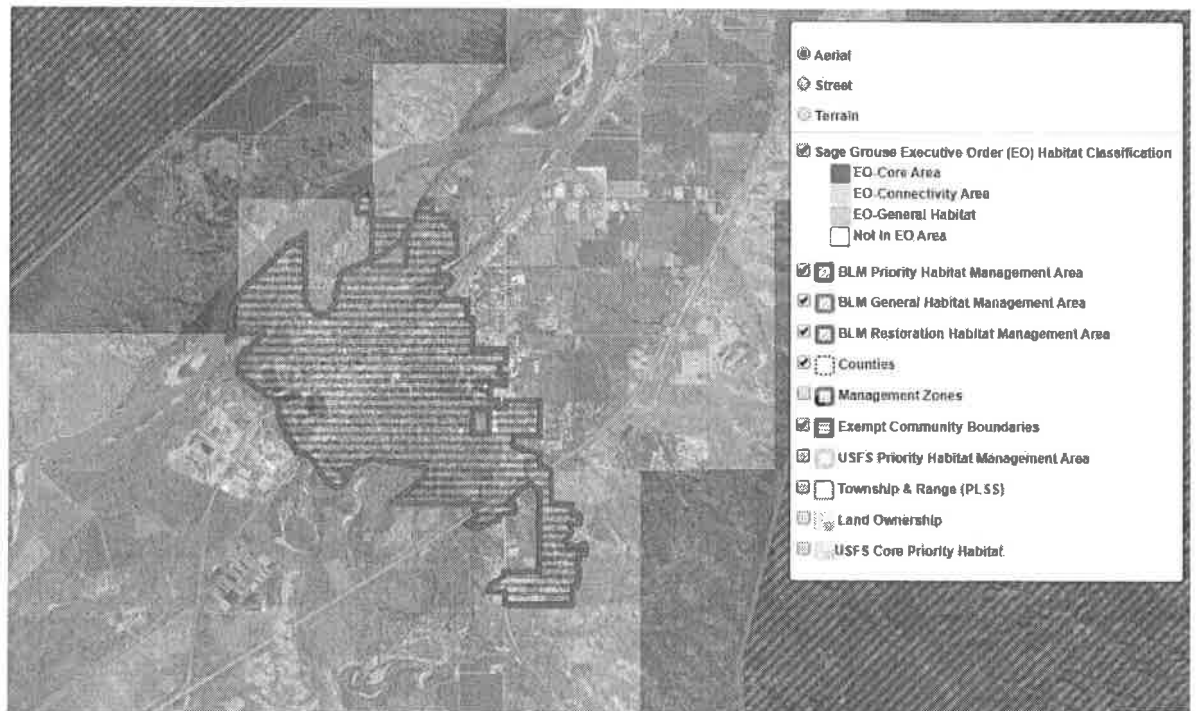 Aerial
Street
Terrain
Sage Grouse Executive Order (EO) Habitat Classification
EO-Core Area
EO-Connectivity Area
EO-General Habitat
Not In EO Area
BLM Priority Habitat Management Area
BLM General Habitat Management Area
BLM Restoration Habitat Management Area
Counties
Management Zones
Exempt Community Boundaries
USFS Priority Habitat Management Area
Township & Range (PLSS)
Land Ownership
USFS Core Priority Habitat